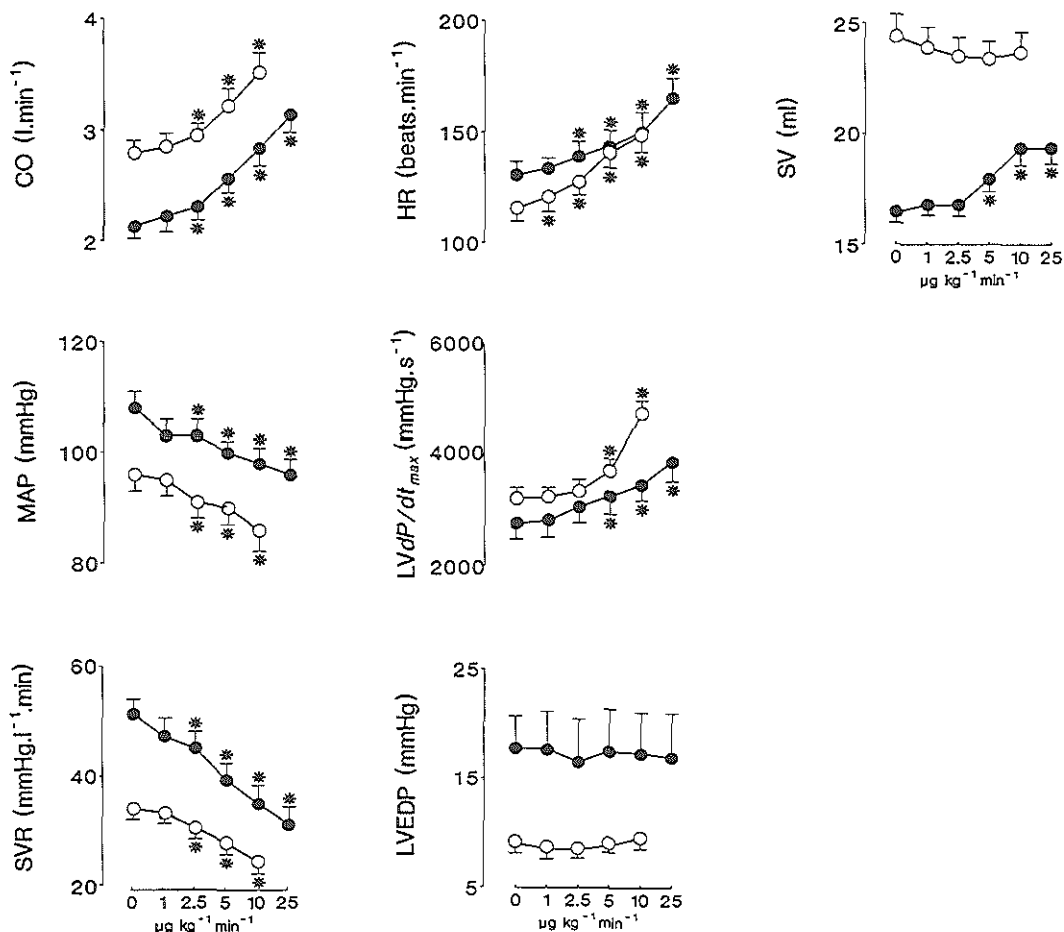 CO (l.min⁻¹)
4
3
2
HR (beats.min⁻¹)
200
150
100
SV (ml)
25
20
15
0 1 2.5 5 10 25
µg kg⁻¹ min⁻¹
MAP (mmHg)
120
100
80
LVdP/dt max (mmHg.s⁻¹)
6000
4000
2000
SVR (mmHg.l⁻¹.min)
60
40
20
0 1 2.5 5 10 25
µg kg⁻¹ min⁻¹
LVEDP (mmHg)
25
15
5
0 1 2.5 5 10 25
µg kg⁻¹ min⁻¹